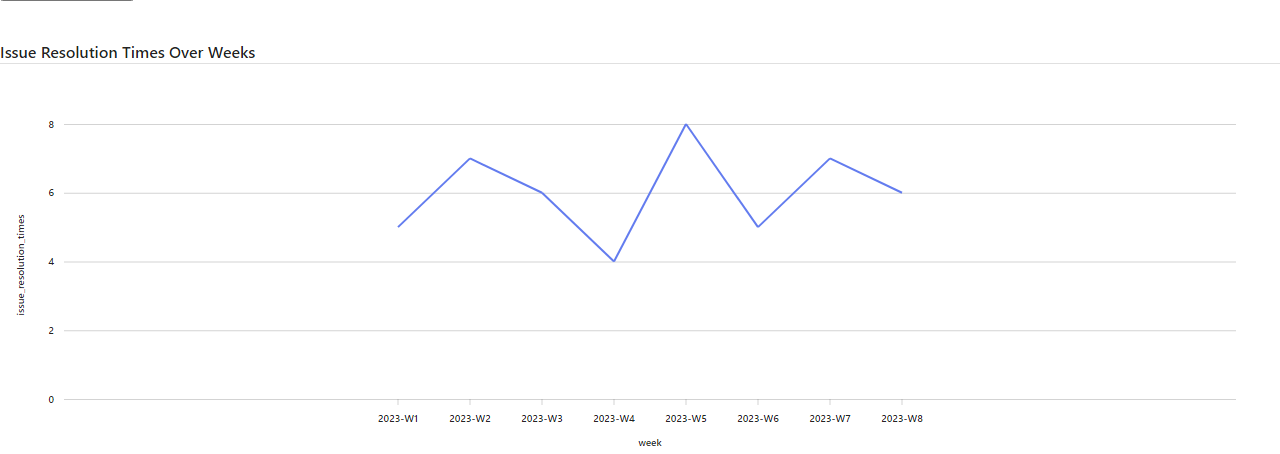 Issue Resolution Times Over Weeks
8
6
4
2
0
issue_resolution_times
2023-W1 2023-W2 2023-W3 2023-W4 2023-W5 2023-W6 2023-W7 2023-W8
week